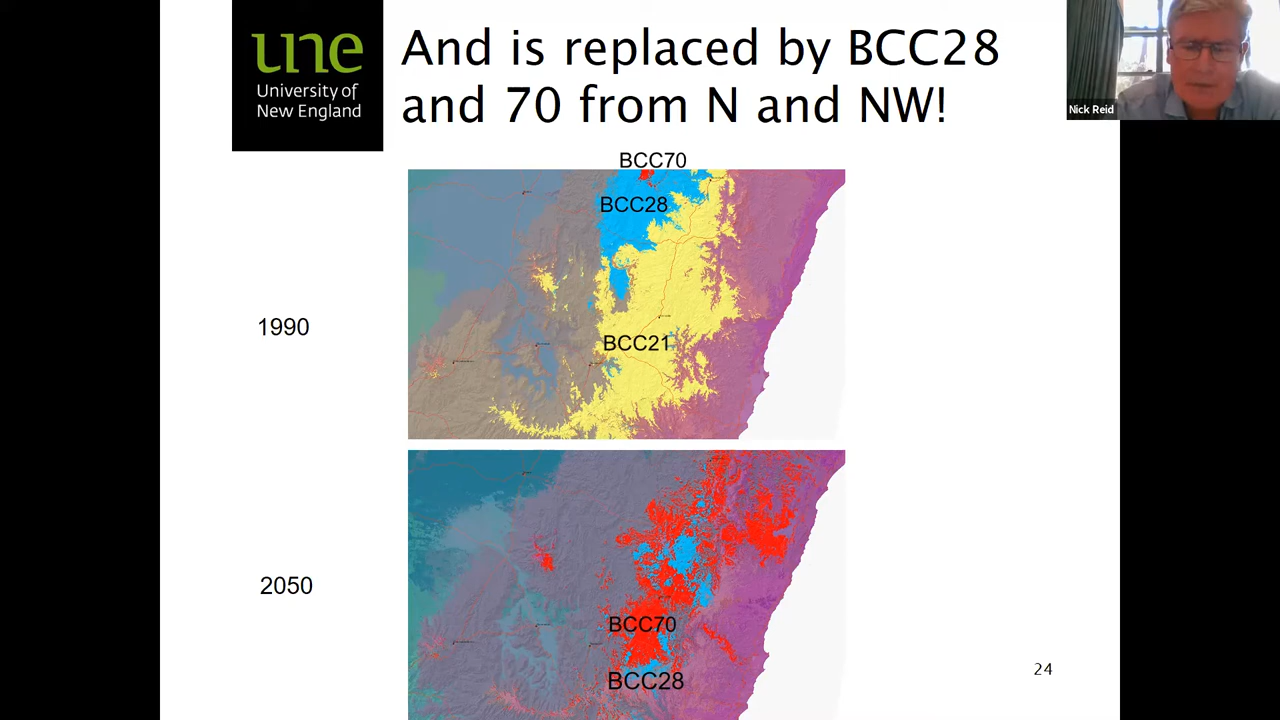 une
University of
New England
And is replaced by BCC28
and 70 from N and NW!
Nick Reid
BCC70
BCC28
1990
BCC21
2050
BCC70
BCC28
24